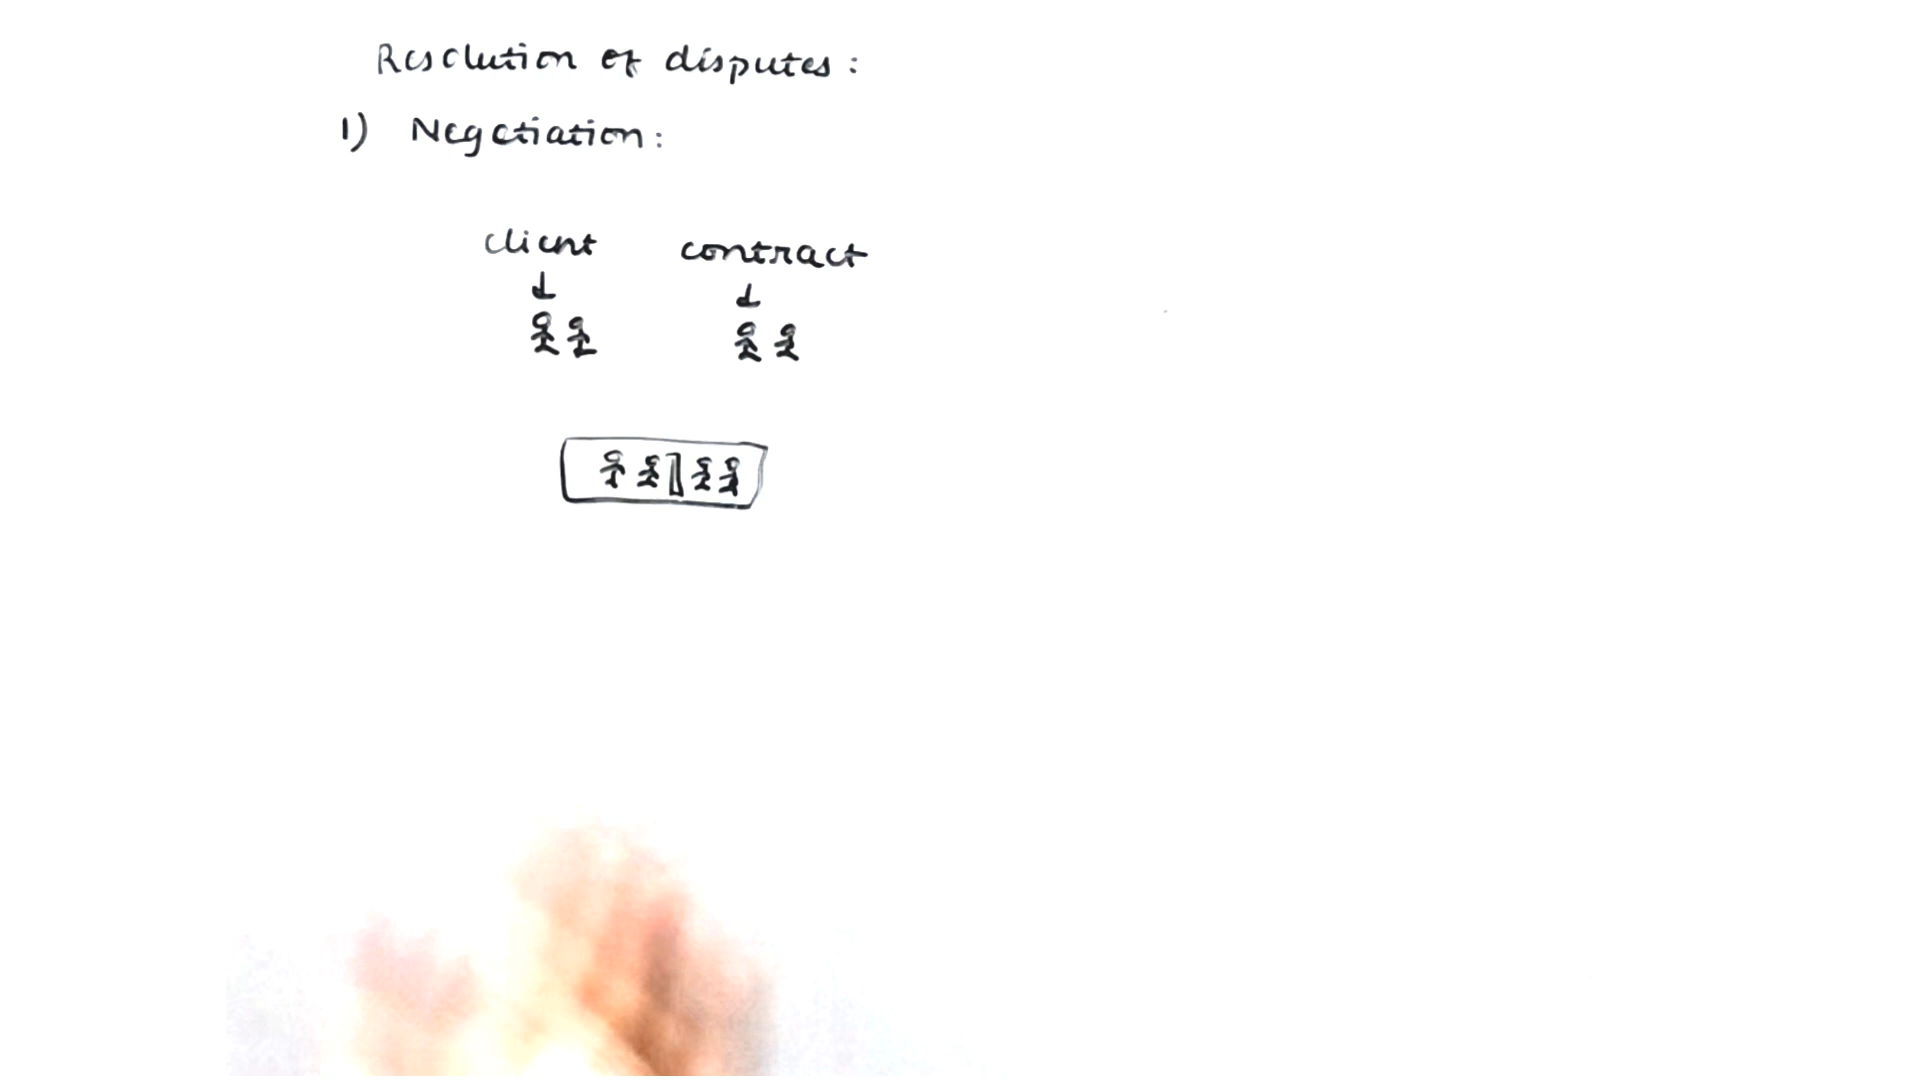 Resolution of disputes :
1) Negotiation :
client contract